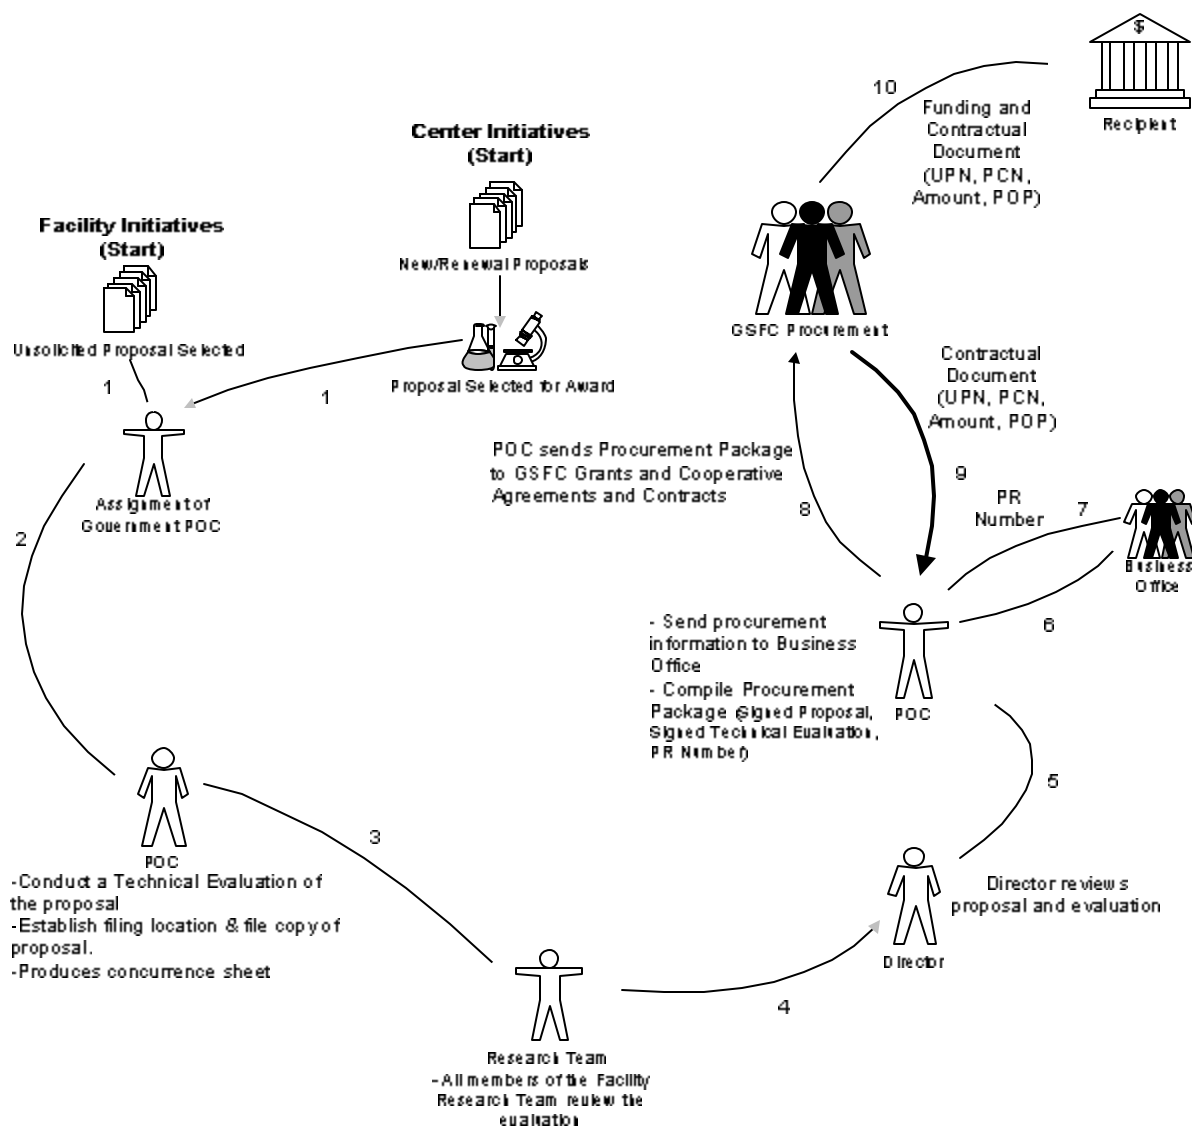 10
Funding and
Contractual
Document
(UPN, PCN,
Amount, POP)
$
Recipient
Center Initiatives
(Start)
New/Renewal Proposals
Proposal Selected for Award
Facility Initiatives
(Start)
Unsolicited Proposal Selected
1
1
Assignment of
Government POC
2
GSFC Procurement
Contractual
Document
(UPN, PCN,
Amount, POP)
POC sends Procurement Package
to GSFC Grants and Cooperative
Agreements and Contracts
8
9
PR
Number
7
Business
Office
6
- Send procurement
information to Business
Office
- Compile Procurement
Package (Signed Proposal,
Signed Technical Evaluation,
PR Number)
POC
5
3
POC
-Conduct a Technical Evaluation of
the proposal
-Establish filing location & file copy of
proposal.
-Produces concurrence sheet
Director reviews
proposal and evaluation
Director
4
Research Team
- All members of the Facility
Research Team review the
evaluation